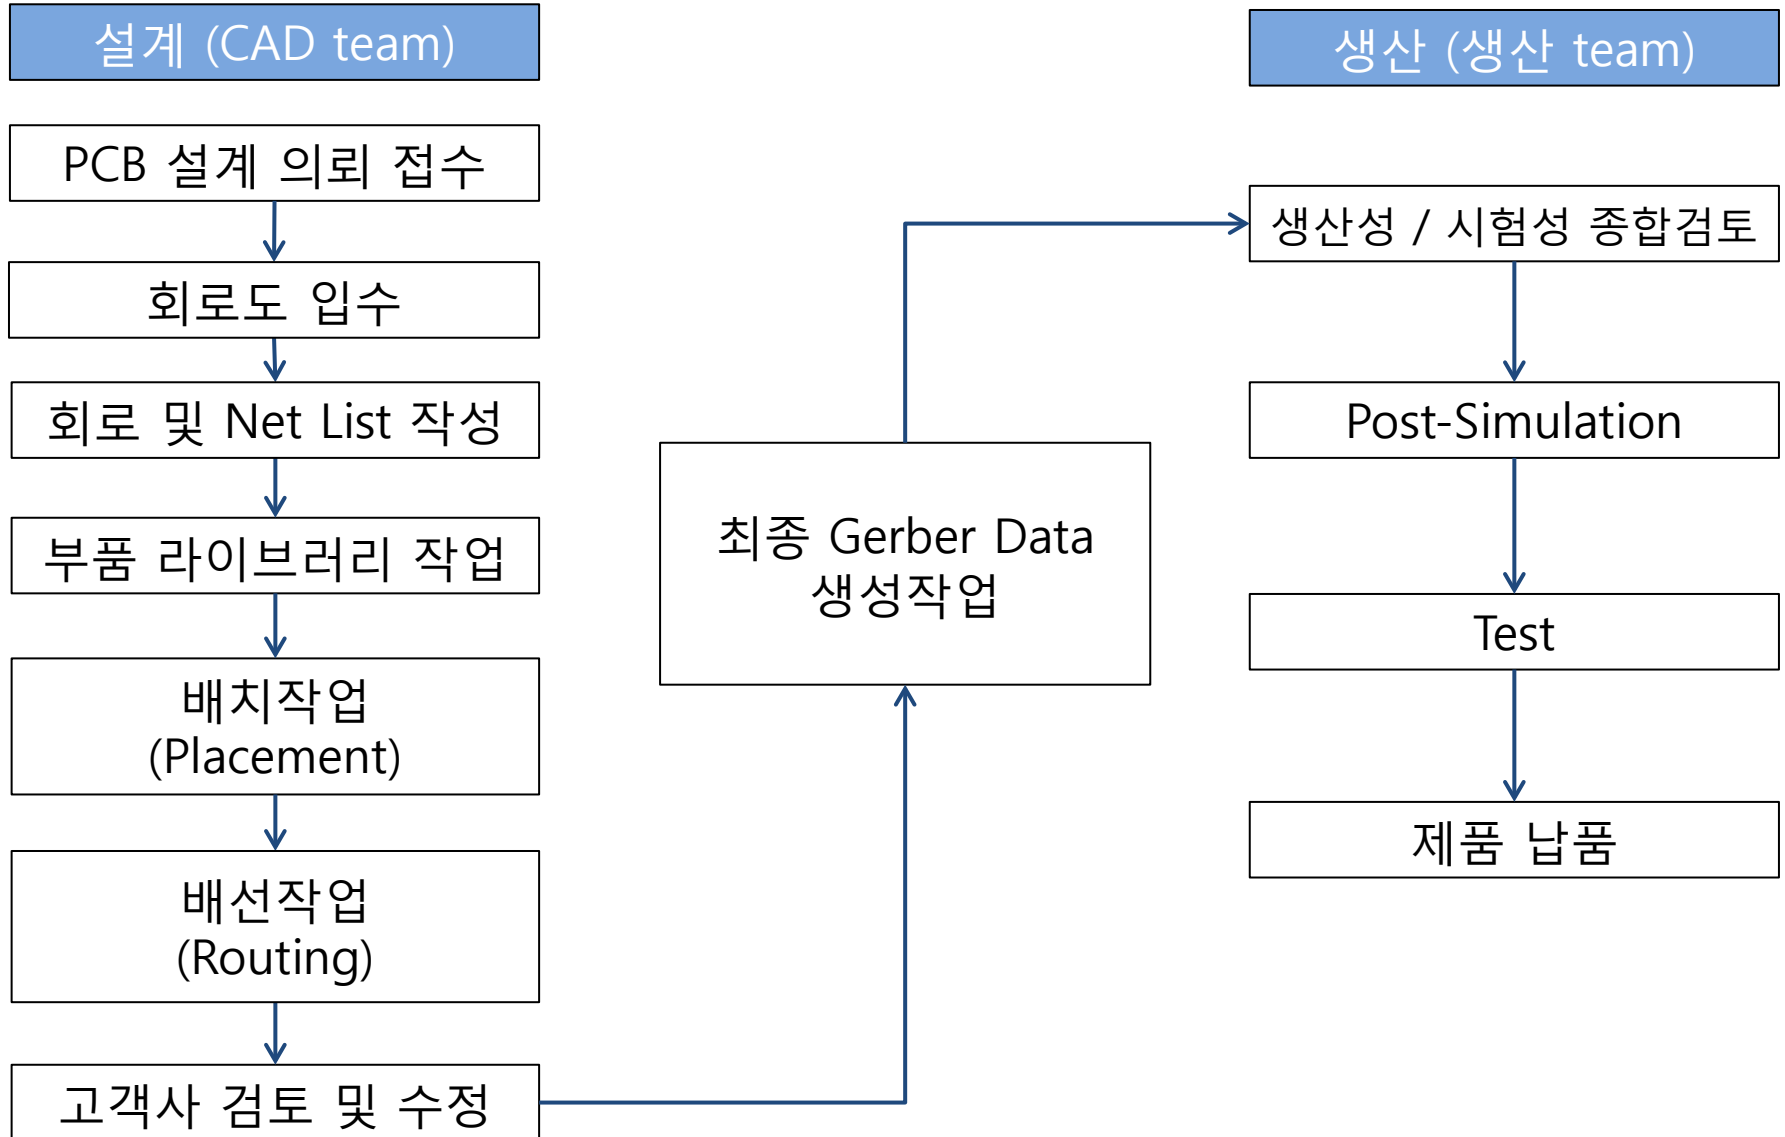 설계 (CAD team)
PCB 설계 의뢰 접수
회로도 입수
회로 및 Net List 작성
부품 라이브러리 작업
배치작업
(Placement)
배선작업
(Routing)
고객사 검토 및 수정
최종 Gerber Data
생성작업
생산 (생산 team)
생산성 / 시험성 종합검토
Post-Simulation
Test
제품 납품